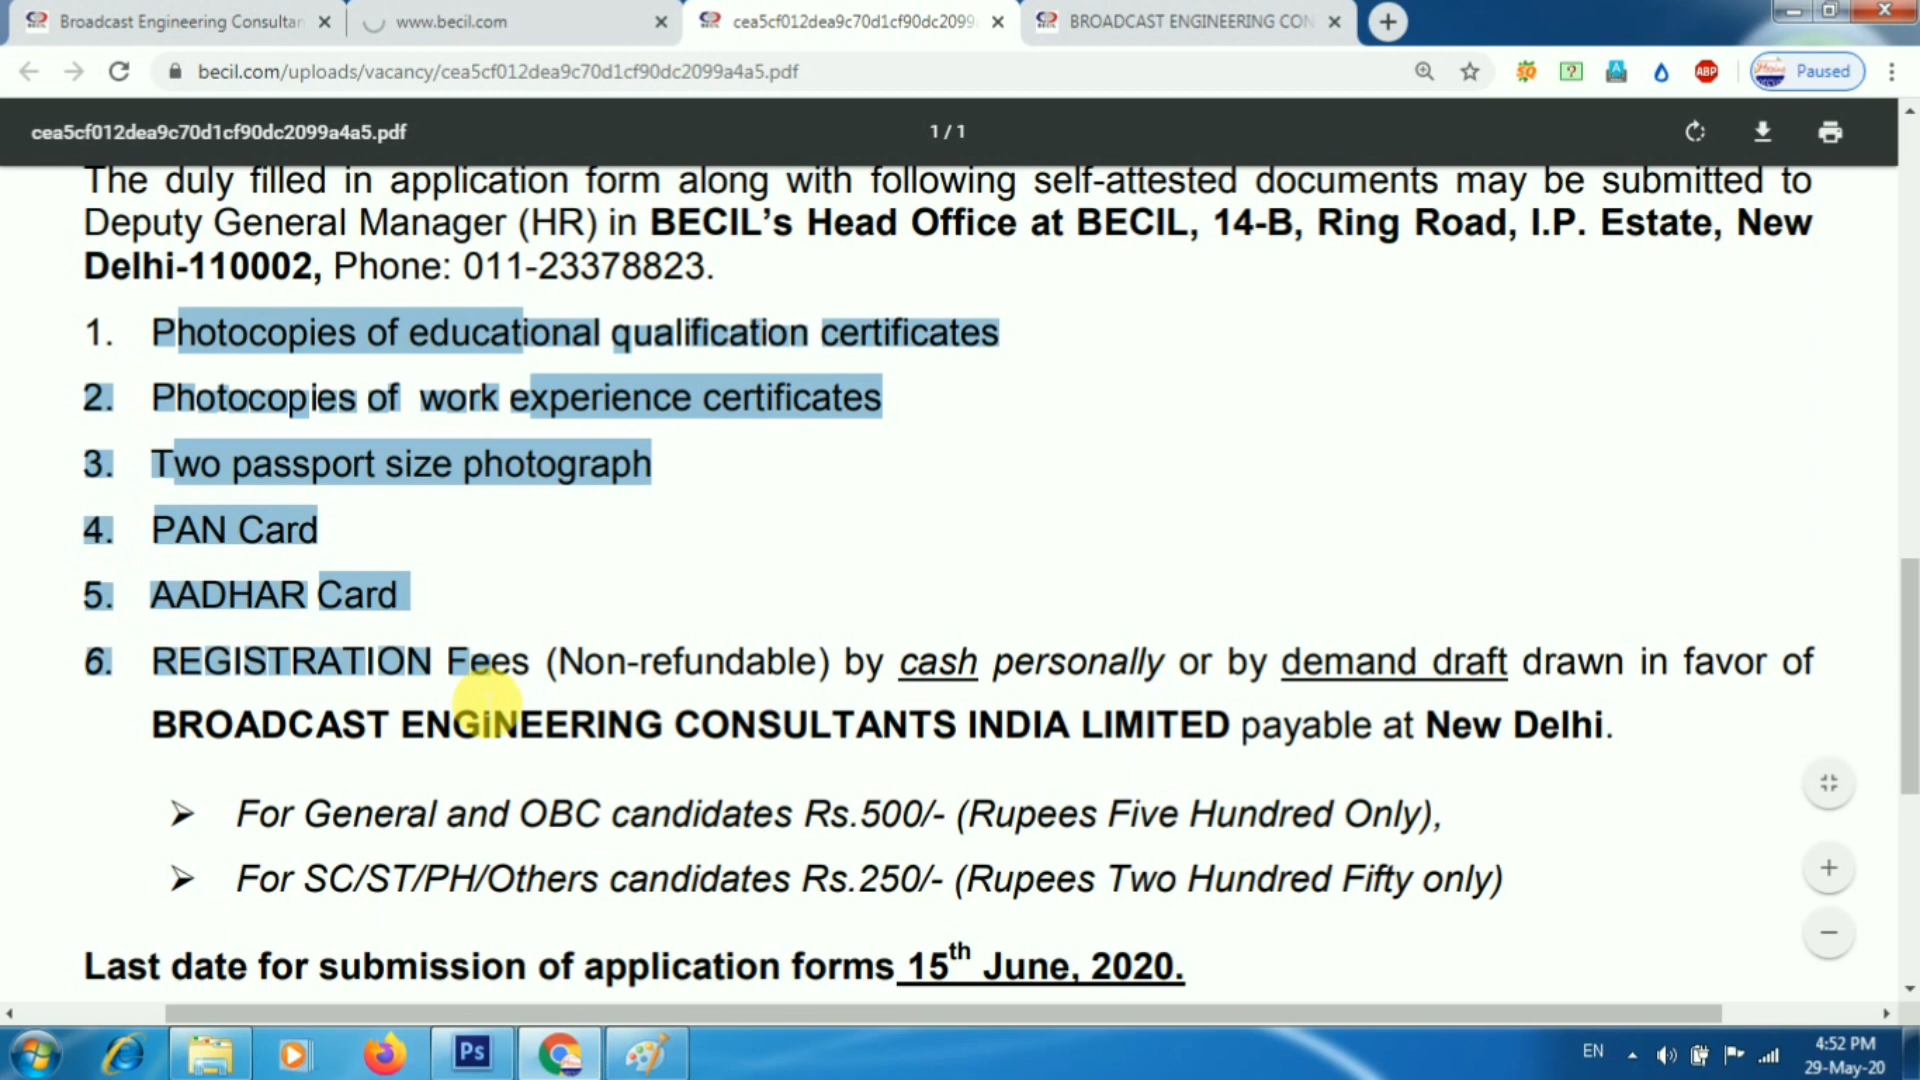 Broadcast Engineering Consultan
www.becil.com
cea5cf012dea9c70d1cf90dc2099
BROADCAST ENGINEERING CON
becil.com/uploads/vacancy/cea5cf012dea9c70d1cf90dc2099a4a5.pdf
ABP
Paused
cea5cf012dea9c70d1cf90dc2099a4a5.pdf
1 / 1
The duly filled in application form along with following self-attested documents may be submitted to
Deputy General Manager (HR) in BECIL’s Head Office at BECIL, 14-B, Ring Road, I.P. Estate, New
Delhi-110002, Phone: 011-23378823.
1. Photocopies of educational qualification certificates
2. Photocopies of work experience certificates
3. Two passport size photograph
4. PAN Card
5. AADHAR Card
6. REGISTRATION Fees (Non-refundable) by cash personally or by demand draft drawn in favor of
BROADCAST ENGINEERING CONSULTANTS INDIA LIMITED payable at New Delhi.
➢ For General and OBC candidates Rs.500/- (Rupees Five Hundred Only),
➢ For SC/ST/PH/Others candidates Rs.250/- (Rupees Two Hundred Fifty only)
Last date for submission of application forms 15th June, 2020.
Ps
EN
4:52 PM
29-May-20